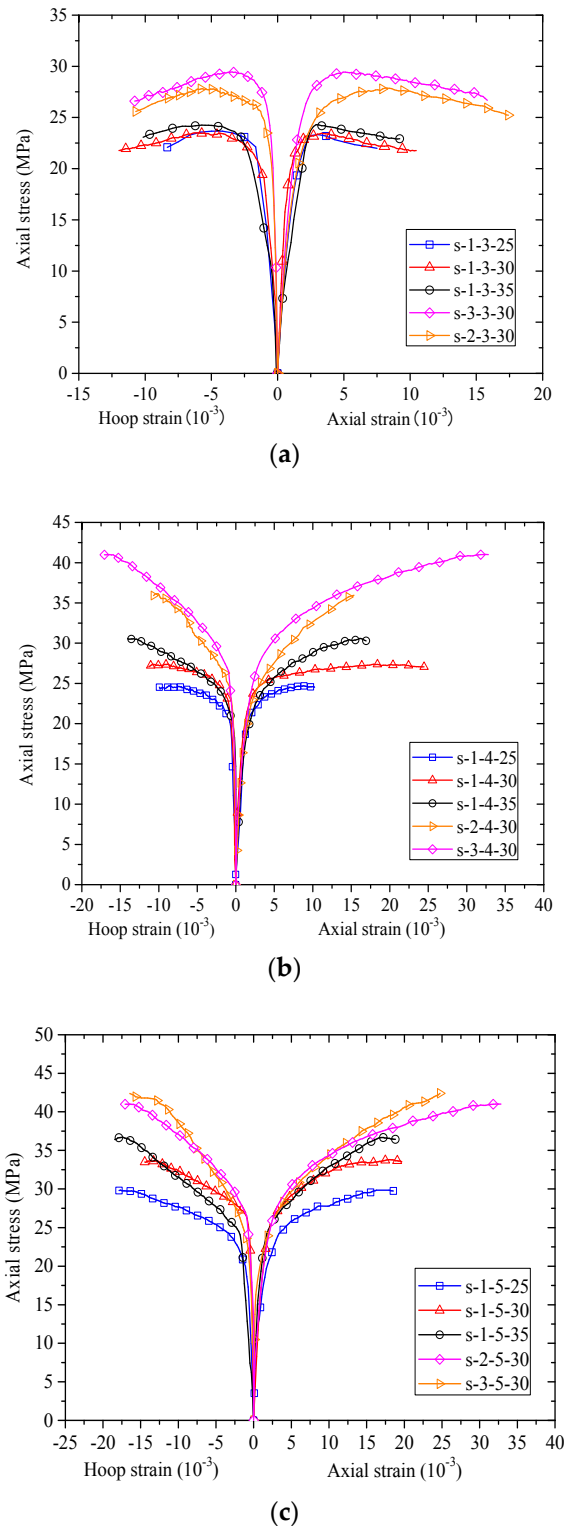 35
30
25
20
15
10
5
0
Axial stress (MPa)
s-1-3-25
s-1-3-30
s-1-3-35
s-3-3-30
s-2-3-30
-15 -10 -5 0 5 10 15 20
Hoop strain (10⁻³) Axial strain (10⁻³)
(a)
45
40
35
30
25
20
15
10
5
0
Axial stress (MPa)
s-1-4-25
s-1-4-30
s-1-4-35
s-2-4-30
s-3-4-30
-20 -15 -10 -5 0 5 10 15 20 25 30 35 40
Hoop strain (10⁻³) Axial strain (10⁻³)
(b)
50
45
40
35
30
25
20
15
10
5
0
Axial stress (MPa)
s-1-5-25
s-1-5-30
s-1-5-35
s-2-5-30
s-3-5-30
-25 -20 -15 -10 -5 0 5 10 15 20 25 30 35 40
Hoop strain (10⁻³) Axial strain (10⁻³)
(c)